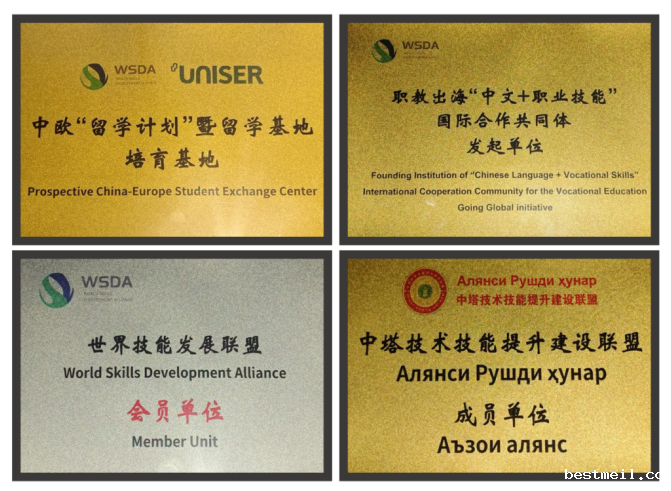 WSDA UNISER
中欧“留学计划”暨留学基地
培育基地
Prospective China-Europe Student Exchange Center
WSDA
职教出海“中文+职业技能”
国际合作共同体
发起单位
Founding Institution of “Chinese Language + Vocational Skills”
International Cooperation Community for the Vocational Education
Going Global initiative
WSDA
世界技能发展联盟
World Skills Development Alliance
会员单位
Member Unit
Алянси Рушди ҳунар
中塔技术技能提升建设联盟
中塔技术技能提升建设联盟
Алянси Рушди ҳунар
成员单位
Аъзои алянс